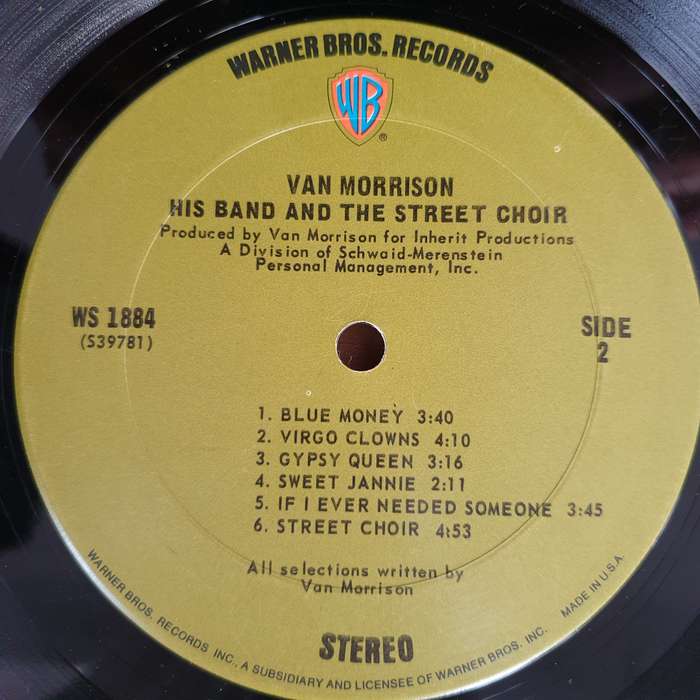 WARNER BROS. RECORDS
WB
®
VAN MORRISON
HIS BAND AND THE STREET CHOIR
Produced by Van Morrison for Inherit Productions
A Division of Schwaid-Merenstein
Personal Management, Inc.
WS 1884
(S39781)
SIDE
2
1. BLUE MONEY 3:40
2. VIRGO CLOWNS 4:10
3. GYPSY QUEEN 3:16
4. SWEET JANNIE 2:11
5. IF I EVER NEEDED SOMEONE 3:45
6. STREET CHOIR 4:53
All selections written by
Van Morrison
STEREO
WARNER BROS. RECORDS INC., A SUBSIDIARY AND LICENSEE OF WARNER BROS. INC. MADE IN U.S.A.